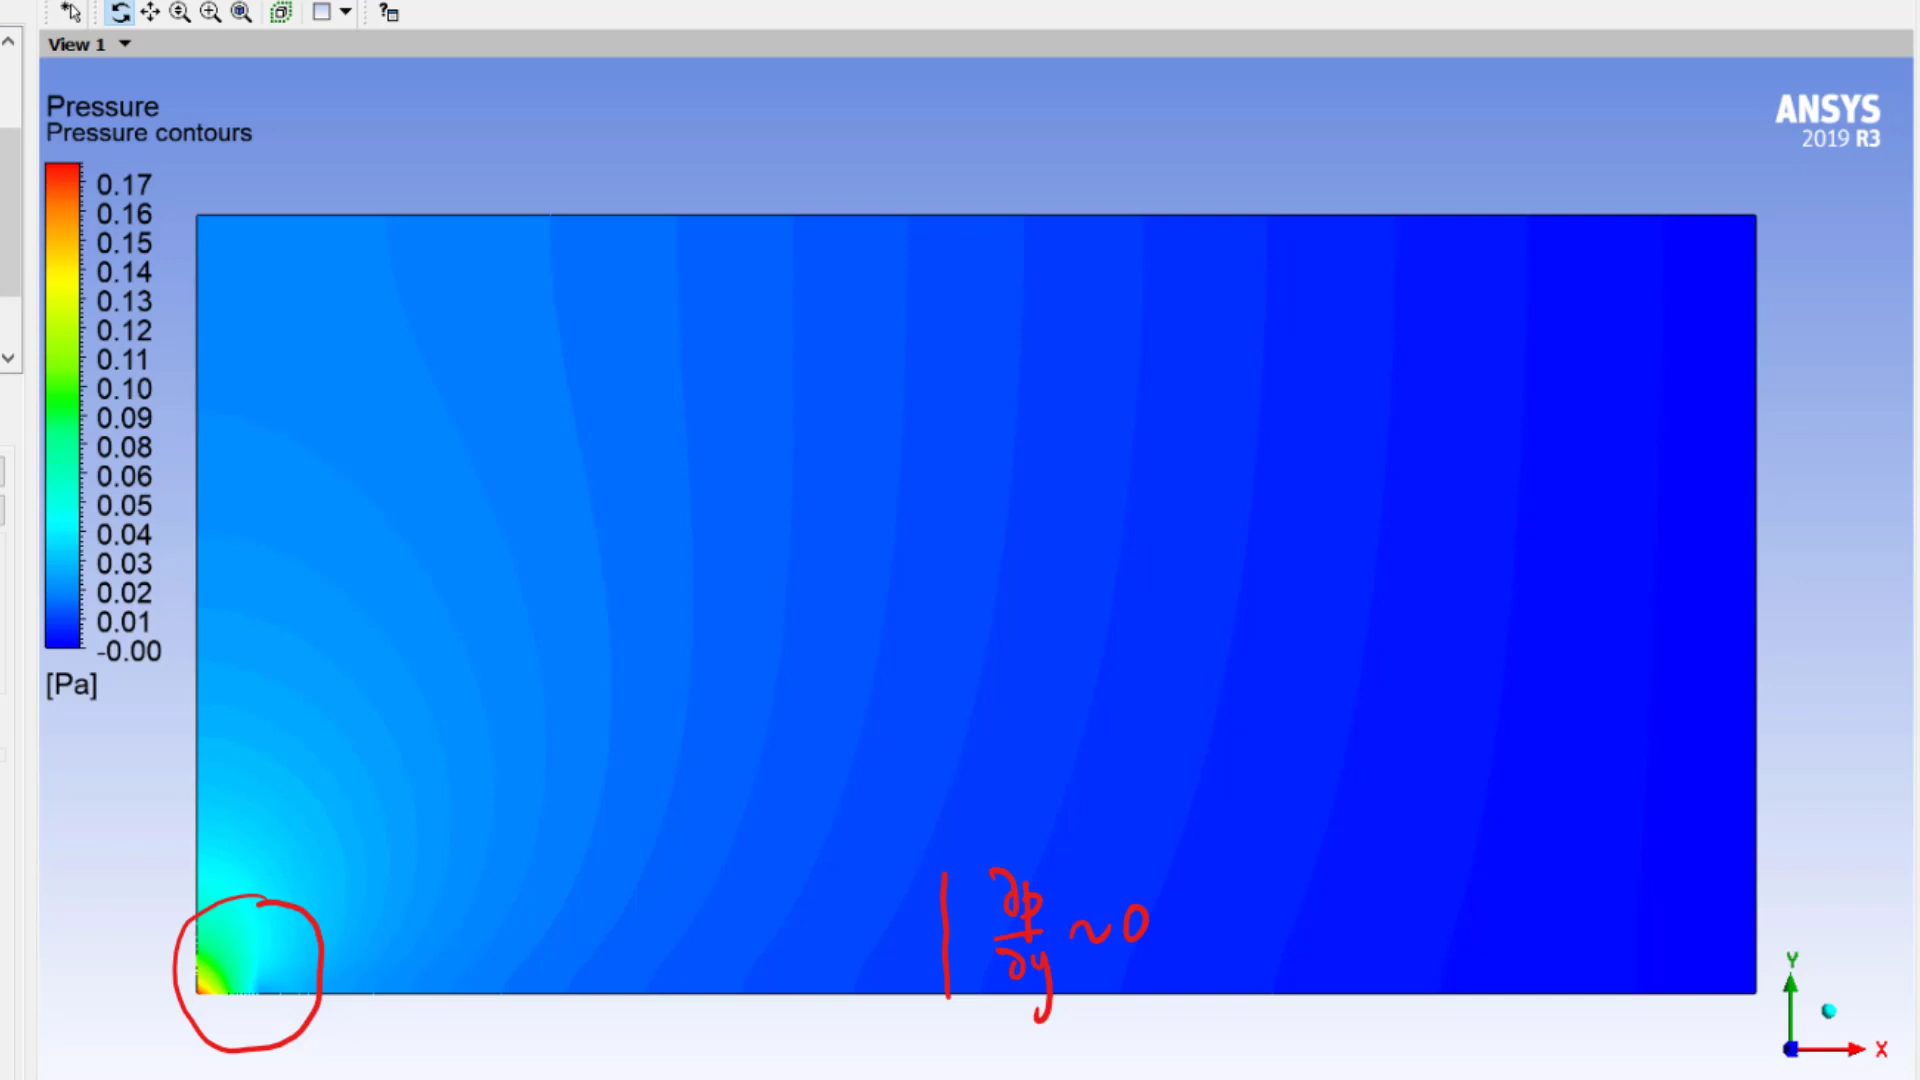 View 1
Pressure
Pressure contours
ANSYS
2019 R3
0.17
0.16
0.15
0.14
0.13
0.12
0.11
0.10
0.09
0.08
0.06
0.05
0.04
0.03
0.02
0.01
-0.00
[Pa]
∂p
∂y
~0
Y
X